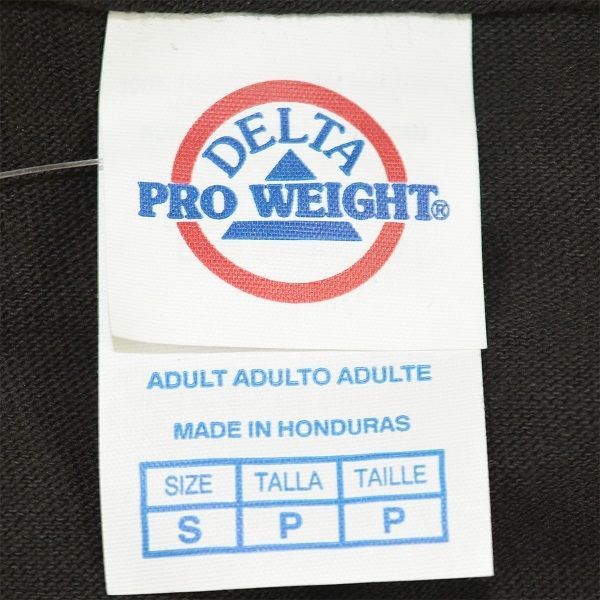 DELTA
PRO WEIGHT®
ADULT ADULTO ADULTE
MADE IN HONDURAS
SIZE TALLA TAILLE
S P P